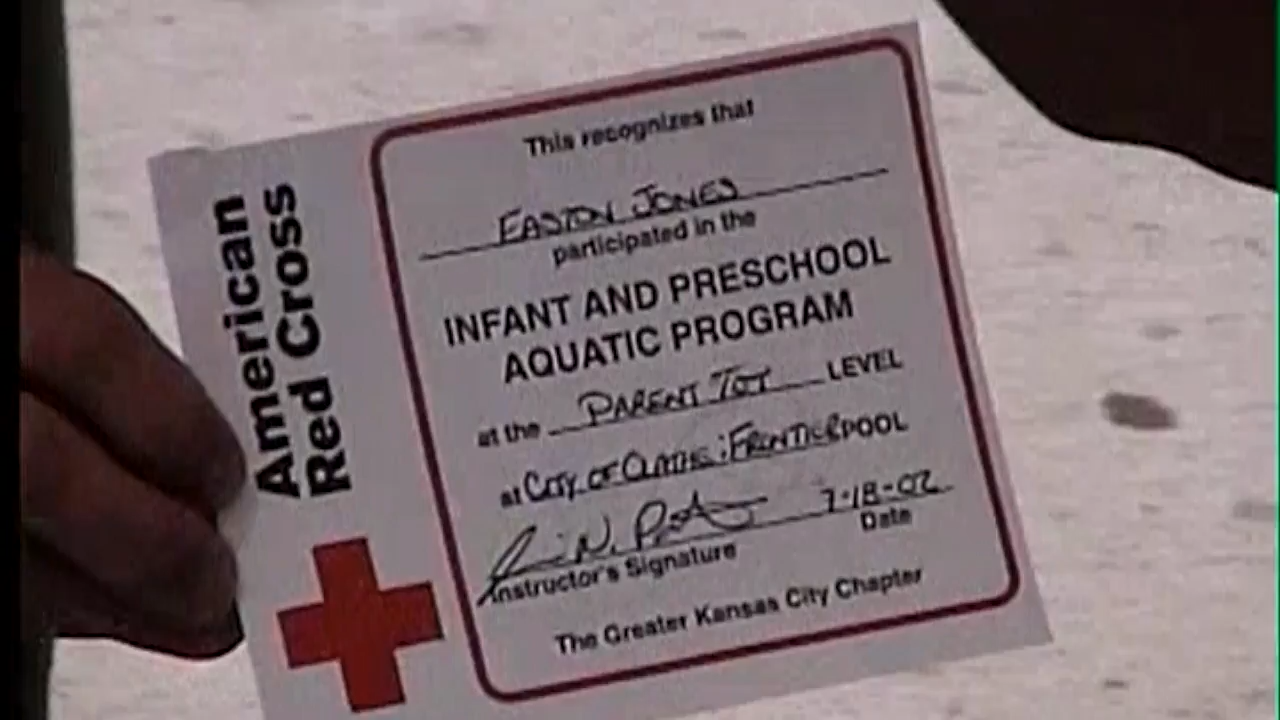 American
Red Cross
This recognizes that
EASTON JONES
participated in the
INFANT AND PRESCHOOL
AQUATIC PROGRAM
at the PARENT TOT LEVEL
at CITY OF OLATHE: FRONTIER POOL
7-18-02
Instructor's Signature Date
The Greater Kansas City Chapter